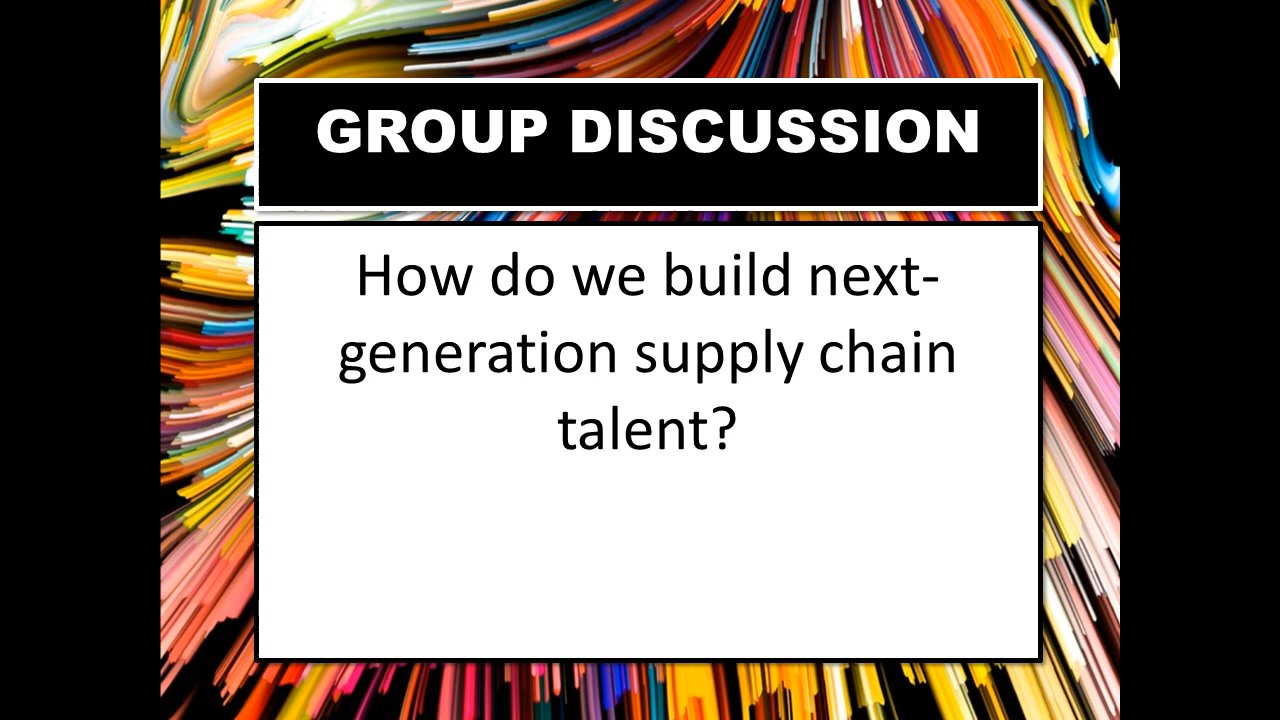 GROUP DISCUSSION
How do we build next-
generation supply chain
talent?